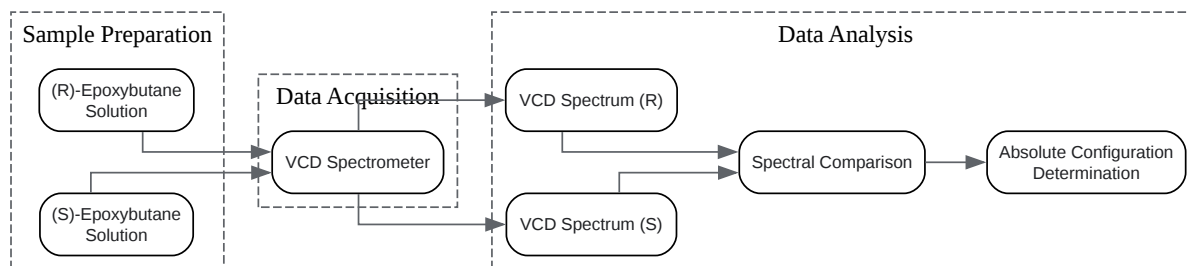 Sample Preparation
(R)-Epoxybutane
Solution
(S)-Epoxybutane
Solution
Data Acquisition
VCD Spectrometer
Data Analysis
VCD Spectrum (R)
VCD Spectrum (S)
Spectral Comparison
Absolute Configuration
Determination